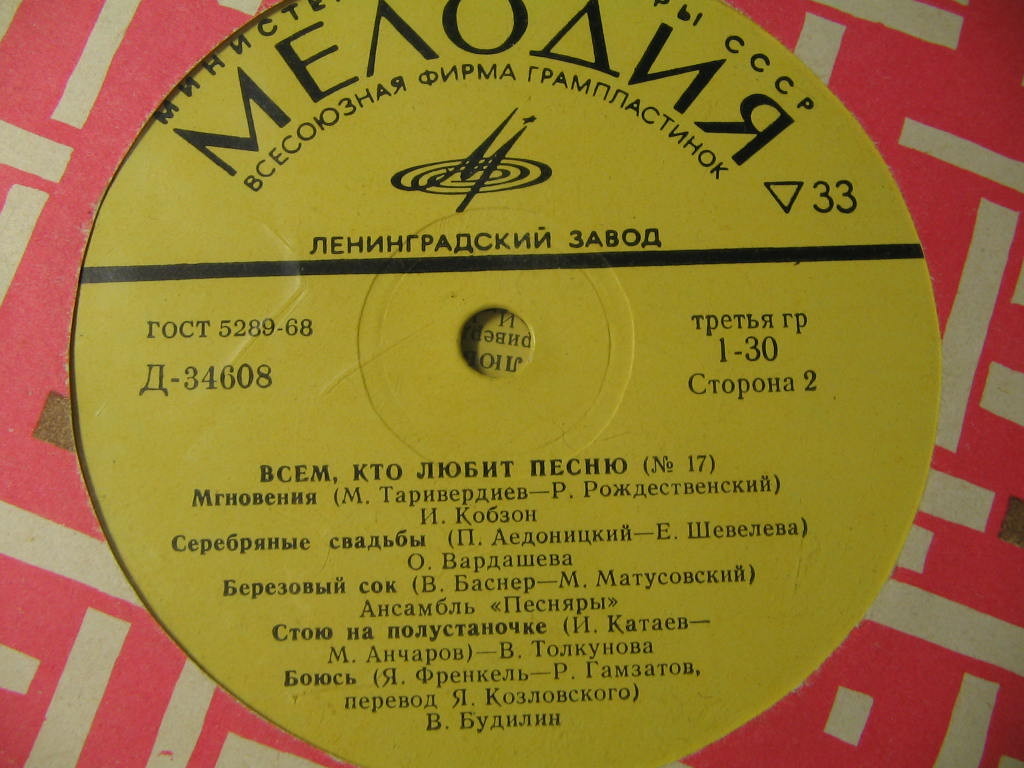 СССР
МЕЛОДИЯ
ВСЕСОЮЗНАЯ ФИРМА ГРАМПЛАСТИНОК
33
ЛЕНИНГРАДСКИЙ ЗАВОД
ГОСТ 5289-68
третья гр
Д-34608
1-30
Сторона 2
ВСЕМ, КТО ЛЮБИТ ПЕСНЮ (№ 17)
Мгновения (М. Таривердиев—Р. Рождественский)
И. Кобзон
Серебряные свадьбы (П. Аедоницкий—Е. Шевелева)
О. Вардашева
Березовый сок (В. Баснер—М. Матусовский)
Ансамбль «Песняры»
Стою на полустаночке (И. Катаев—
М. Анчаров)—В. Толкунова
Боюсь (Я. Френкель—Р. Гамзатов,
перевод Я. Козловского)
В. Будилин